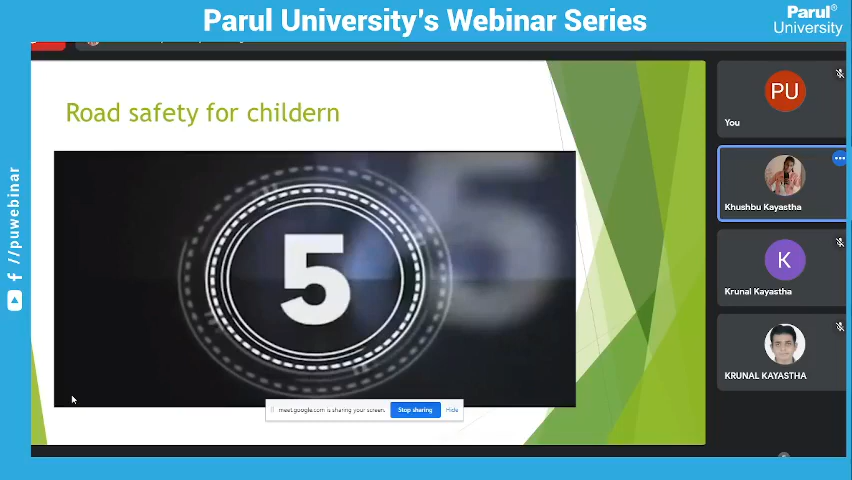 Parul University's Webinar Series
Parul®
University
Road safety for childern
5
5
meet.google.com is sharing your screen.
Stop sharing
Hide
//puwebinar
PU
You
Khushbu Kayastha
K
Krunal Kayastha
KRUNAL KAYASTHA